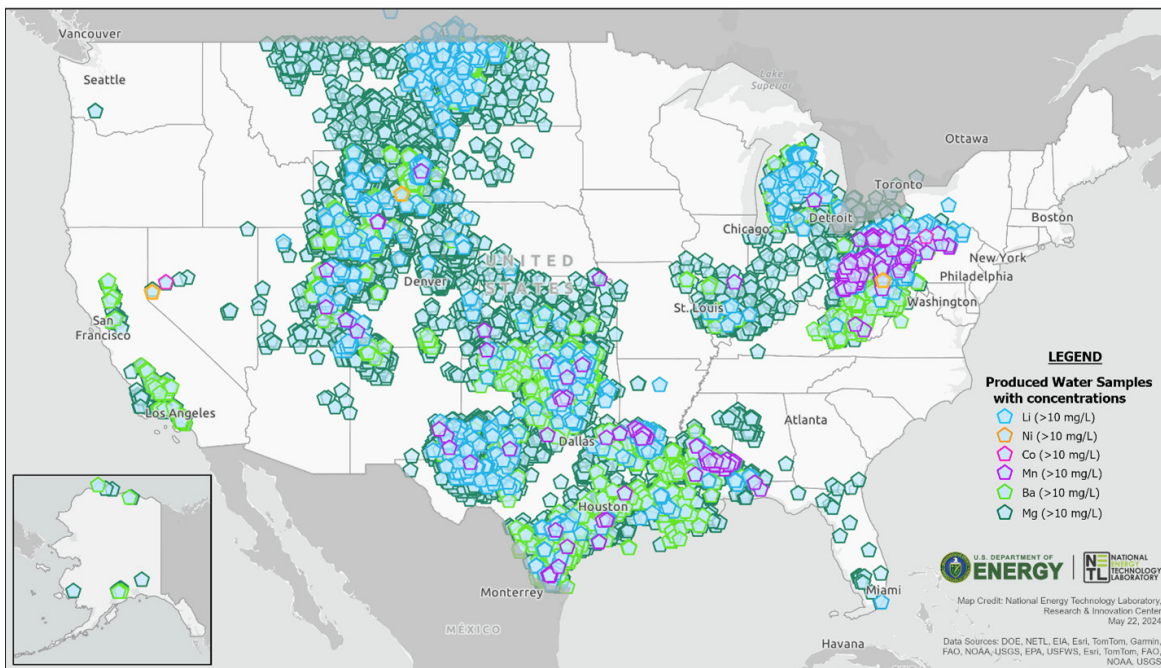 Vancouver
Seattle
Lake
Superior
Ottawa
Toronto
Boston
Detroit
Chicago
New York
Philadelphia
UNITED
STATES
Denver
Washington
St. Louis
San
Francisco
Los Angeles
Atlanta
Dallas
Houston
Monterrey
MÉXICO
Miami
Havana
LEGEND
Produced Water Samples
with concentrations
Li (>10 mg/L)
Ni (>10 mg/L)
Co (>10 mg/L)
Mn (>10 mg/L)
Ba (>10 mg/L)
Mg (>10 mg/L)
U.S. DEPARTMENT OF
ENERGY
NETL
NATIONAL
ENERGY
TECHNOLOGY
LABORATORY
Map Credit: National Energy Technology Laboratory,
Research & Innovation Center
May 22, 2024
Data Sources: DOE, NETL, EIA, Esri, TomTom, Garmin,
FAO, NOAA, USGS, EPA, USFWS, Esri, TomTom, FAO,
NOAA, USGS